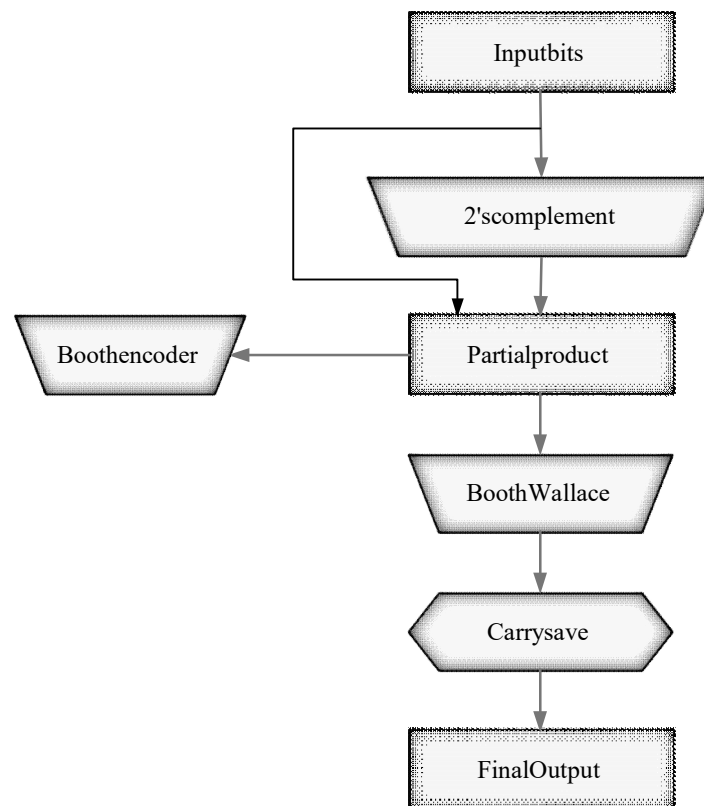 Inputbits
2'scomplement
Boothencoder
Partialproduct
BoothWallace
Carrysave
FinalOutput